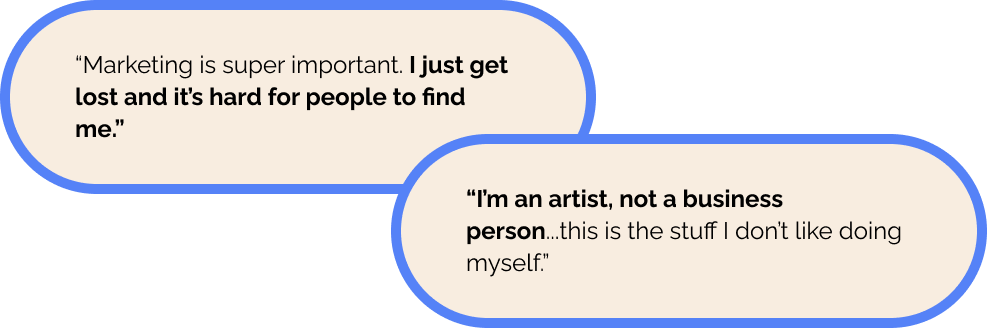 “Marketing is super important. I just get
lost and it’s hard for people to find
me.”
“I’m an artist, not a business
person...this is the stuff I don’t like doing
myself.”